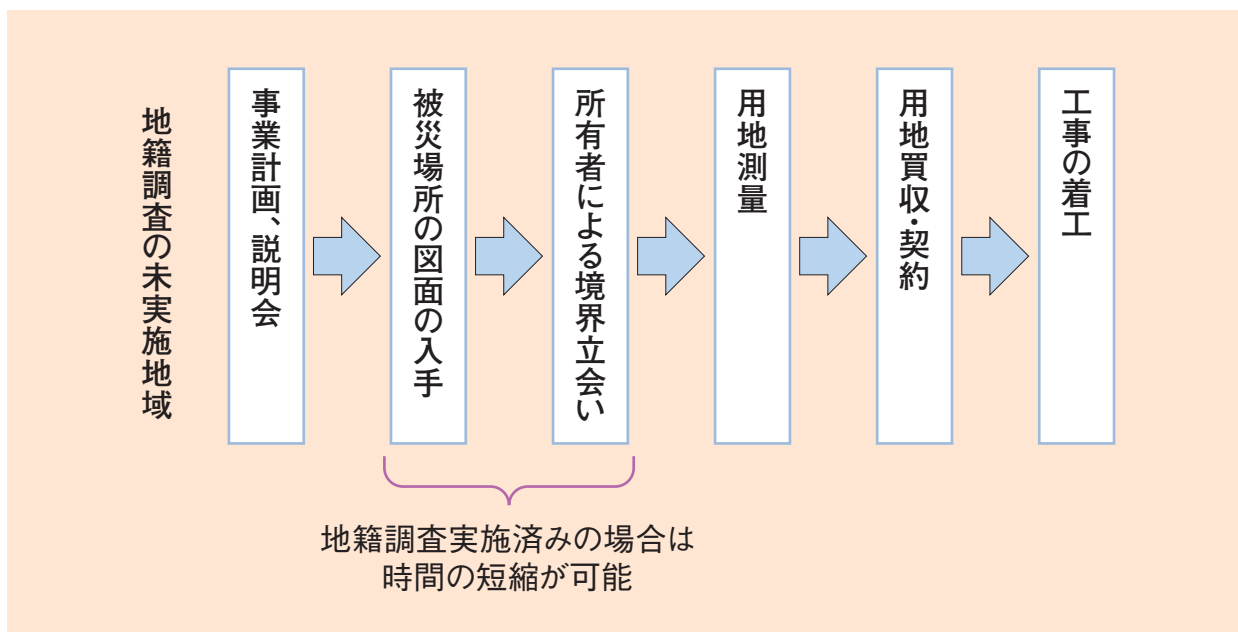 地籍調査の未実施地域
事業計画、説明会
被災場所の図面の入手
所有者による境界立会い
用地測量
用地買収・契約
工事の着工
地籍調査実施済みの場合は
時間の短縮が可能